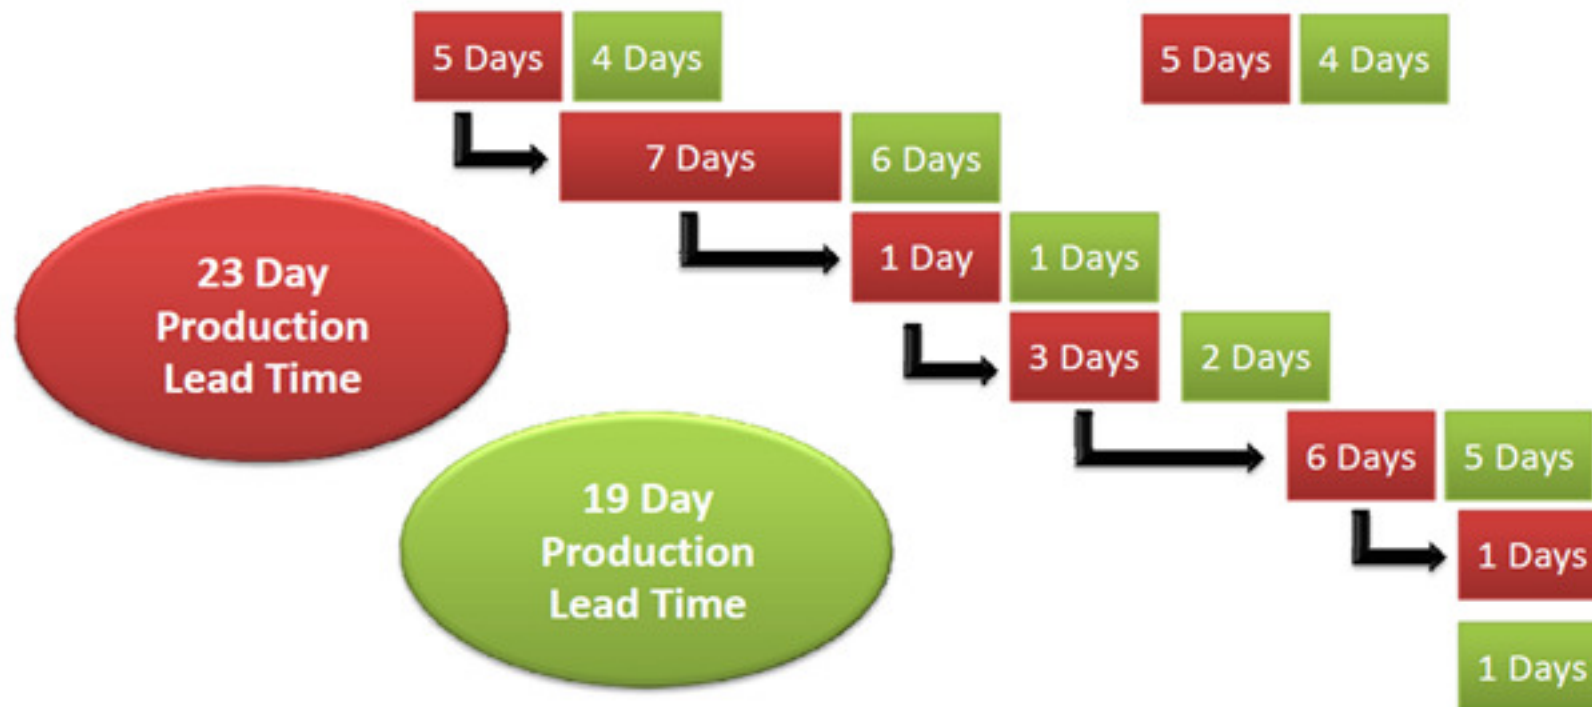 5 Days 4 Days 5 Days 4 Days
7 Days 6 Days
1 Day 1 Days
23 Day
Production
Lead Time
3 Days 2 Days
6 Days 5 Days
19 Day
Production
Lead Time
1 Days
1 Days